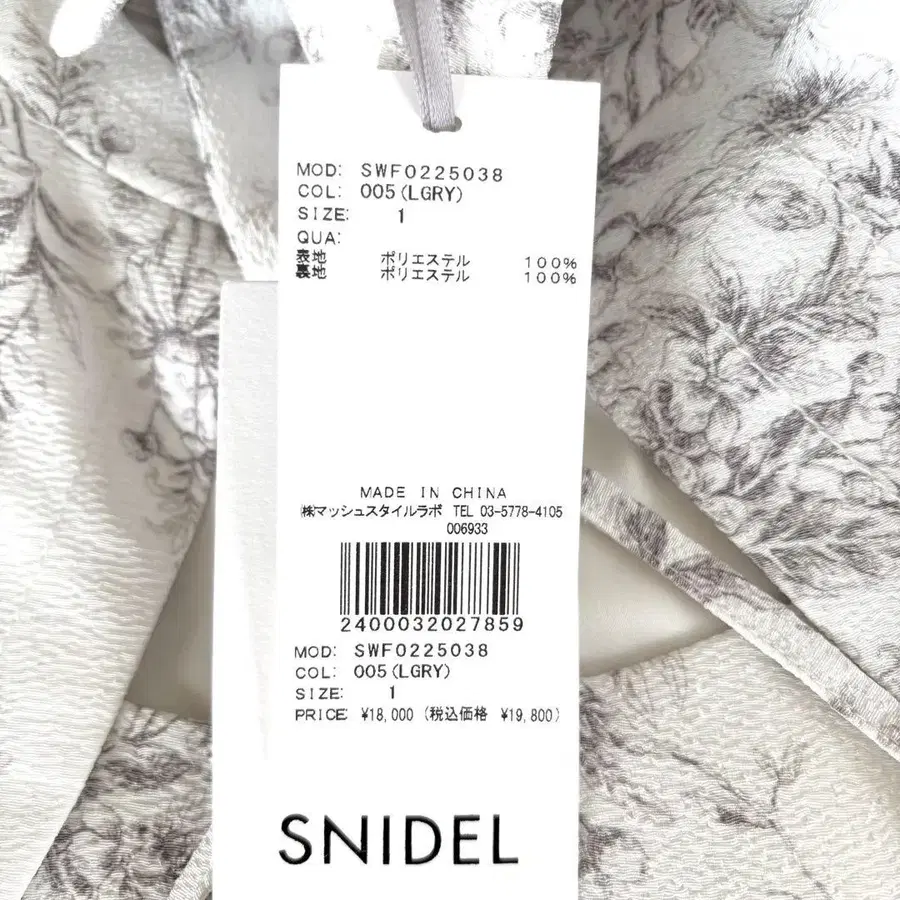 MOD: SWF0225038
COL: 005(LGRY)
SIZE: 1
QUA:
表地 ポリエステル 100%
裏地 ポリエステル 100%
MADE IN CHINA
㈱マッシュスタイルラボ TEL 03-5778-4105
006933
2400032027859
MOD: SWF0225038
COL: 005(LGRY)
SIZE: 1
PRICE: ¥18,000 (税込価格 ¥19,800)
SNIDEL